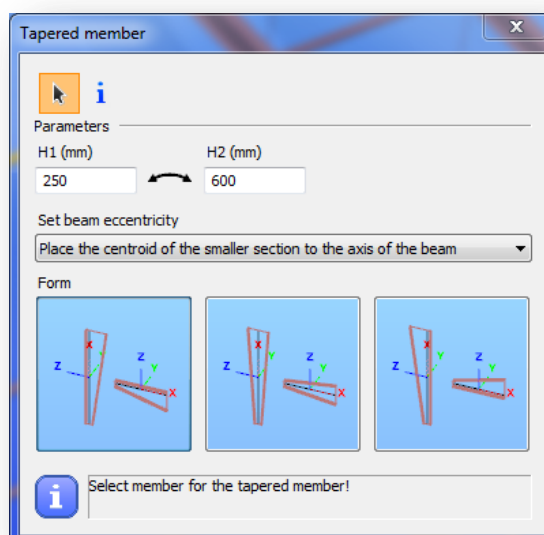 Tapered member
x
i
Parameters
H1 (mm) H2 (mm)
250 600
Set beam eccentricity
Place the centroid of the smaller section to the axis of the beam
Form
X Y Z Z Y X
X Y Z Z Y X
X Y Z Z Y X
i Select member for the tapered member!